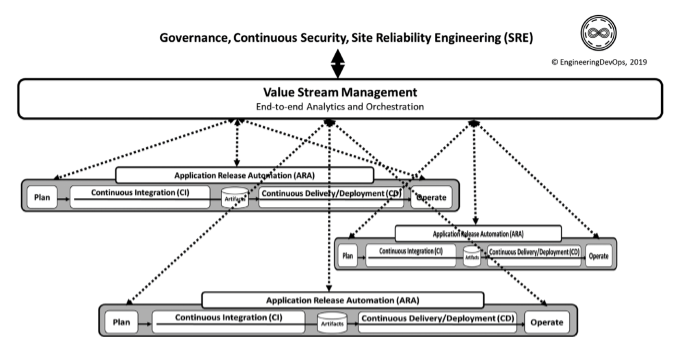 Governance, Continuous Security, Site Reliability Engineering (SRE)
© EngineeringDevOps, 2019
Value Stream Management
End-to-end Analytics and Orchestration
Application Release Automation (ARA)
Plan
Continuous Integration (CI)
Artifacts
Continuous Delivery/Deployment (CD)
Operate
Application Release Automation (ARA)
Plan
Continuous Integration (CI)
Artifacts
Continuous Delivery/Deployment (CD)
Operate
Application Release Automation (ARA)
Plan
Continuous Integration (CI)
Artifacts
Continuous Delivery/Deployment (CD)
Operate